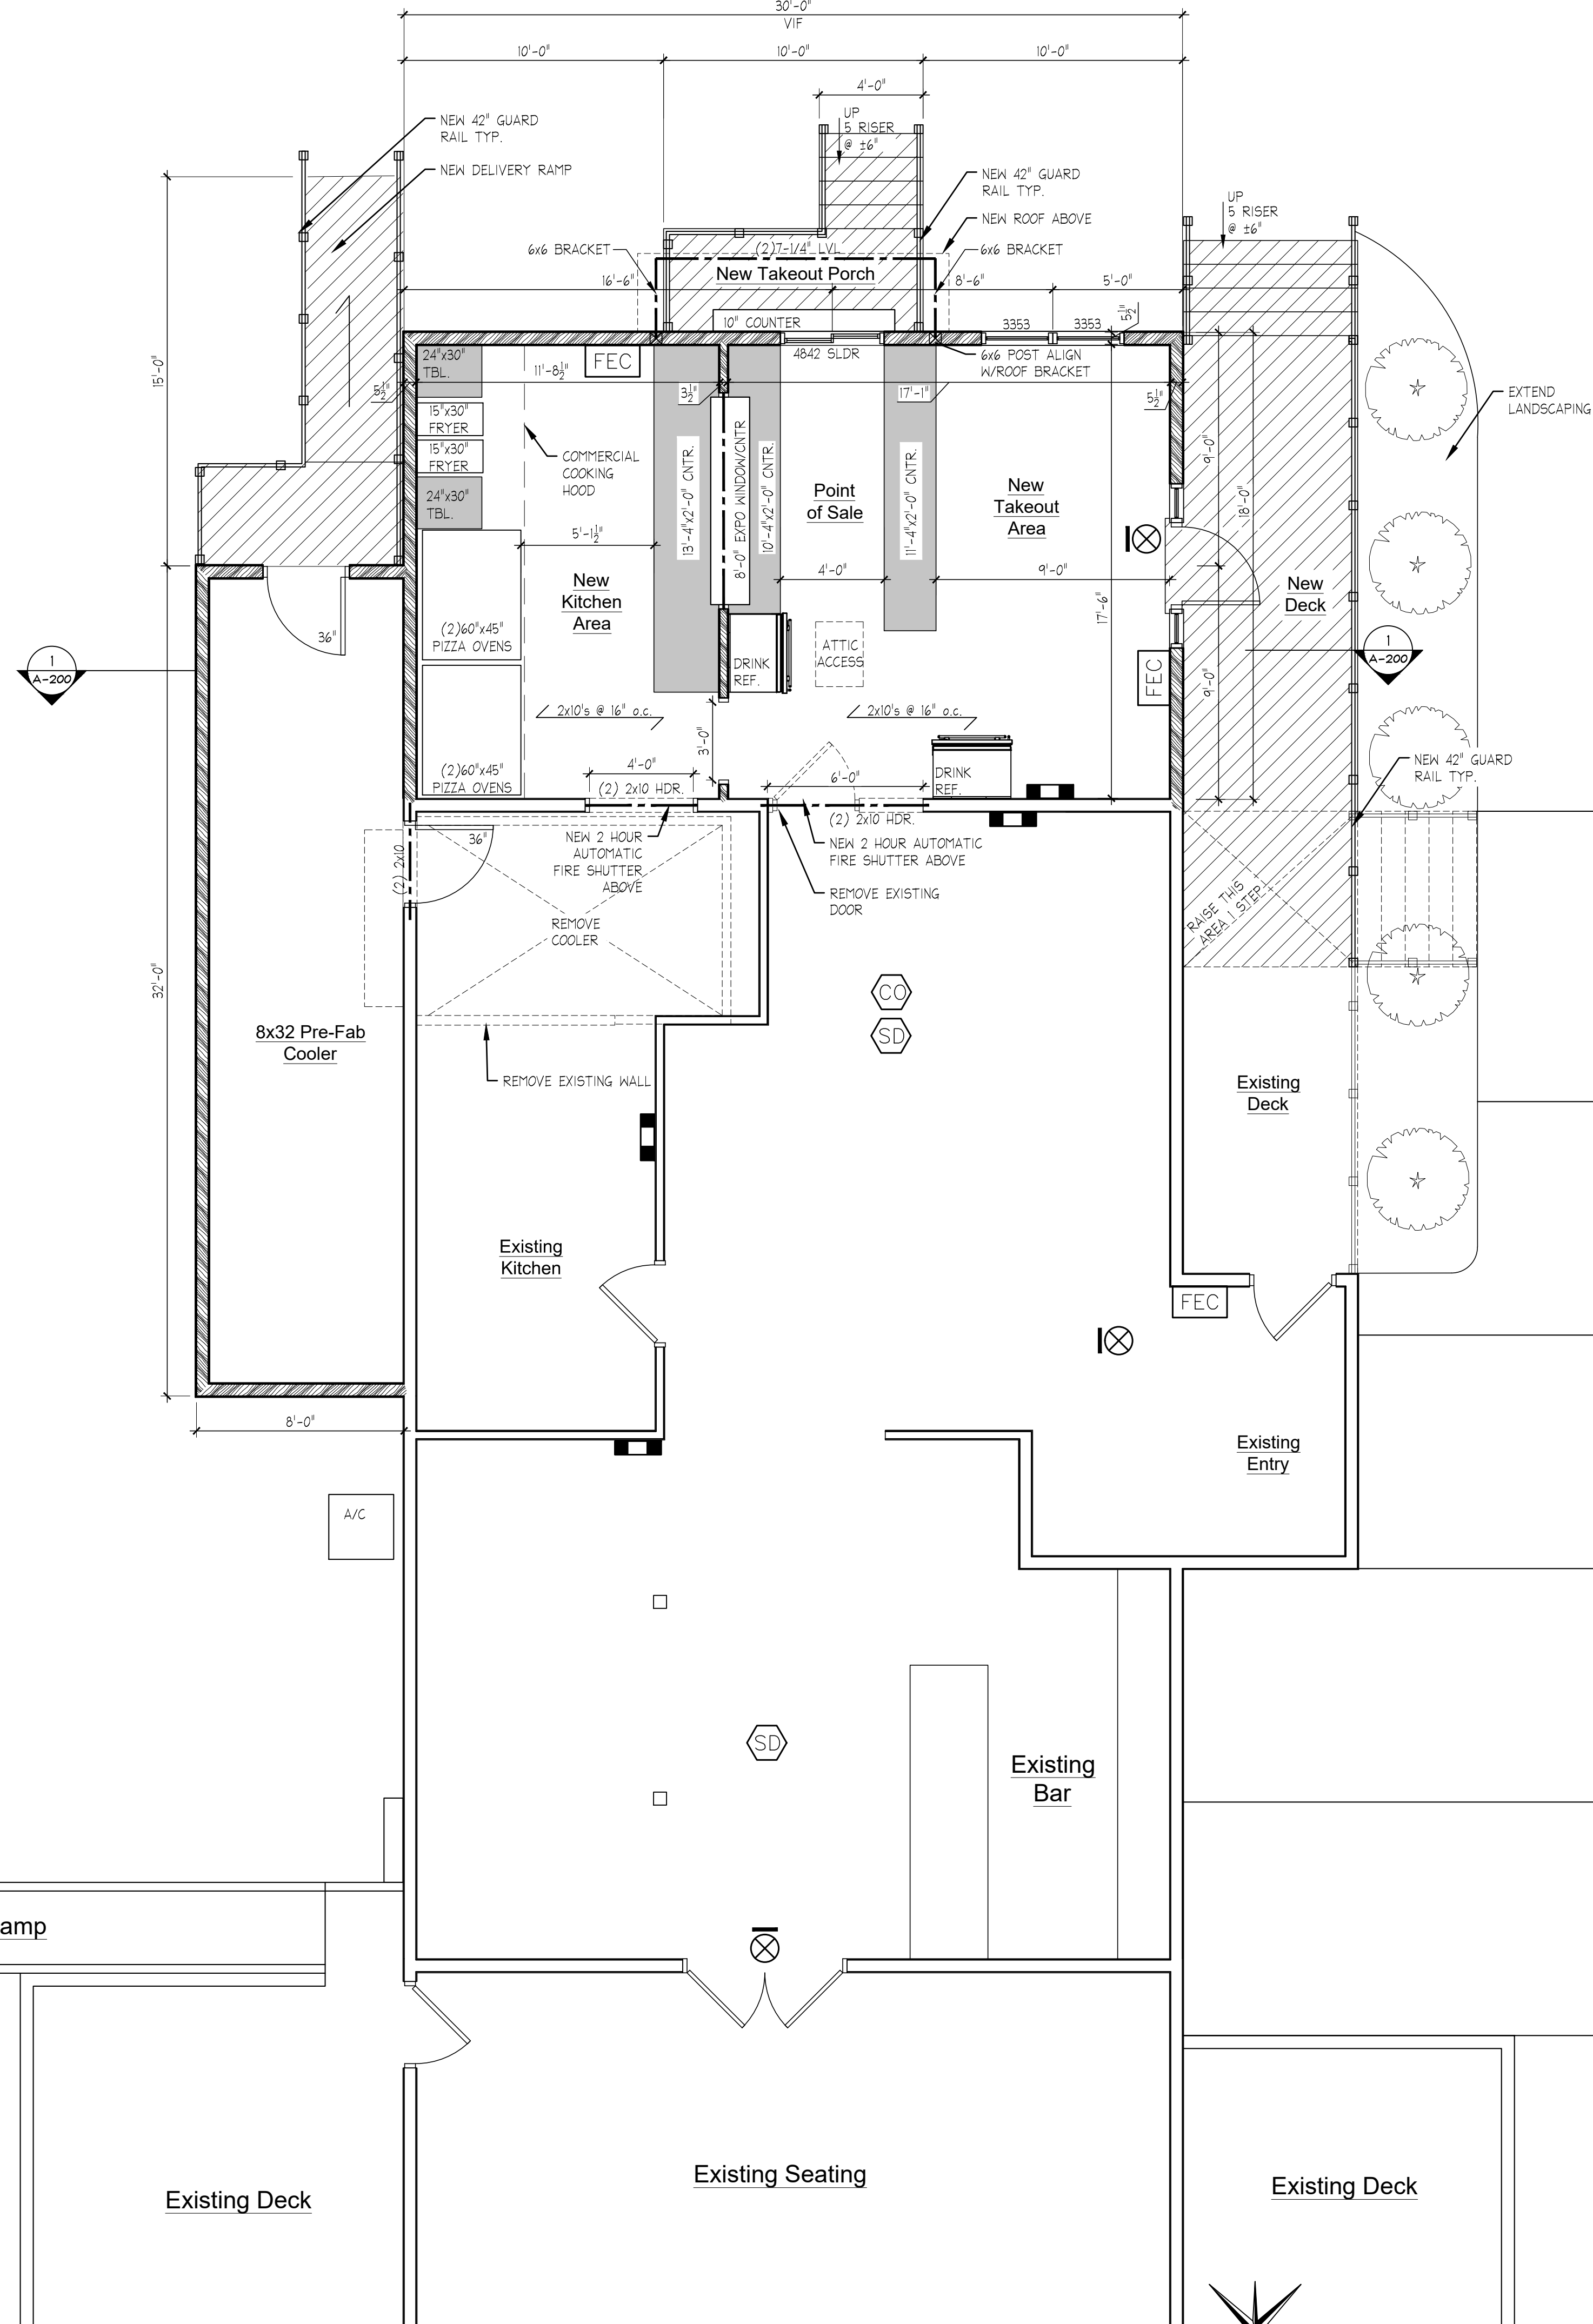 30'-0"
VIF
10'-0"
10'-0"
10'-0"
4'-0"
UP
5 RISER
@ ±6"
NEW 42" GUARD
RAIL TYP.
NEW DELIVERY RAMP
NEW 42" GUARD
RAIL TYP.
NEW ROOF ABOVE
UP
5 RISER
@ ±6"
6x6 BRACKET
(2)7-1/4" LVL
6x6 BRACKET
New Takeout Porch
16'-6"
8'-6"
5'-0"
10" COUNTER
3353
3353
5½"
15'-0"
24"x30"
TBL.
FEC
4842 SLDR
6x6 POST ALIGN
W/ROOF BRACKET
11'-8½"
5½"
3½"
17'-1"
5½"
15"x30"
FRYER
15"x30"
FRYER
24"x30"
TBL.
COMMERCIAL
COOKING
HOOD
13'-4"x2'-0" CNTR.
8'-0" EXPO WINDOW/CNTR
10'-4"x2'-0" CNTR.
11'-4"x2'-0" CNTR.
Point
of Sale
New
Takeout
Area
9'-0"
18'-0"
EXTEND
LANDSCAPING
5'-1½"
New
Kitchen
Area
4'-0"
9'-0"
New
Deck
17'-6"
36"
(2)60"x45"
PIZZA OVENS
DRINK
REF.
ATTIC
ACCESS
FEC
9'-0"
1
A-200
1
A-200
2x10's @ 16" o.c.
2x10's @ 16" o.c.
3'-0"
(2)60"x45"
PIZZA OVENS
4'-0"
(2) 2x10 HDR.
6'-0"
DRINK
REF.
(2) 2x10 HDR.
NEW 42" GUARD
RAIL TYP.
36"
(2) 2x10
NEW 2 HOUR
AUTOMATIC
FIRE SHUTTER
ABOVE
NEW 2 HOUR AUTOMATIC
FIRE SHUTTER ABOVE
REMOVE EXISTING
DOOR
REMOVE
COOLER
RAISE THIS
AREA 1 STEP
32'-0"
CO
SD
8x32 Pre-Fab
Cooler
REMOVE EXISTING WALL
Existing
Deck
Existing
Kitchen
FEC
8'-0"
Existing
Entry
A/C
SD
Existing
Bar
amp
Existing Deck
Existing Seating
Existing Deck